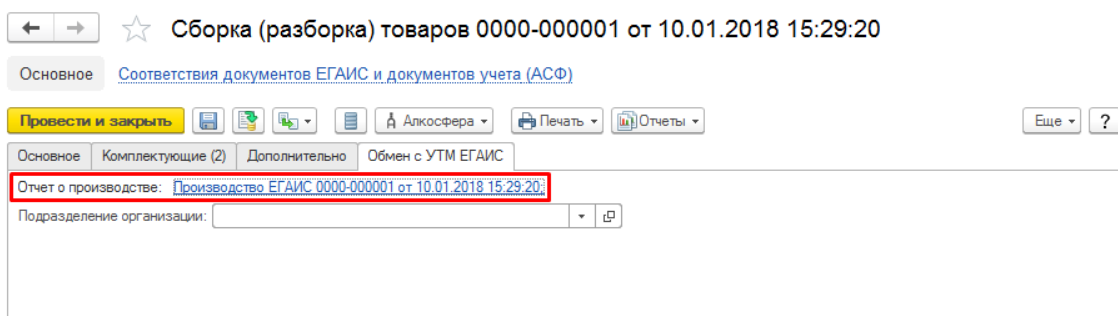 Сборка (разборка) товаров 0000-000001 от 10.01.2018 15:29:20
Основное Соответствия документов ЕГАИС и документов учета (АСФ)
Провести и закрыть Алкосфера Печать Отчеты Еще ?
Основное Комплектующие (2) Дополнительно Обмен с УТМ ЕГАИС
Отчет о производстве: Производство ЕГАИС 0000-000001 от 10.01.2018 15:29:20;
Подразделение организации: